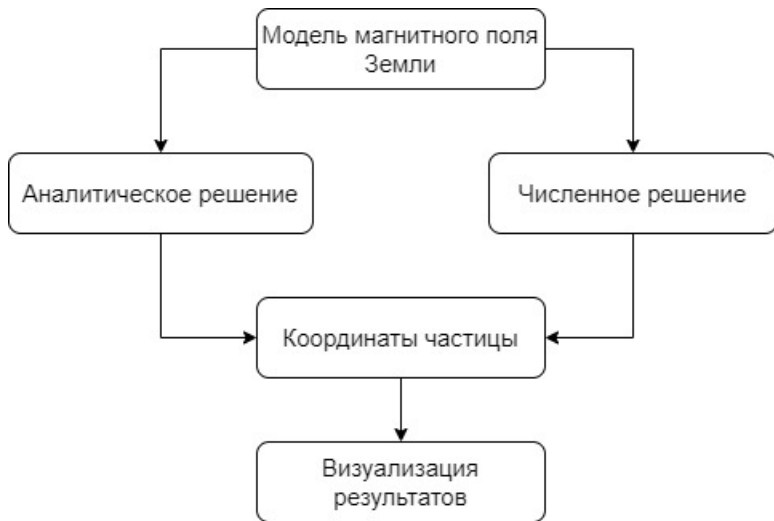 Модель магнитного поля
Земли
Аналитическое решение
Численное решение
Координаты частицы
Визуализация
результатов